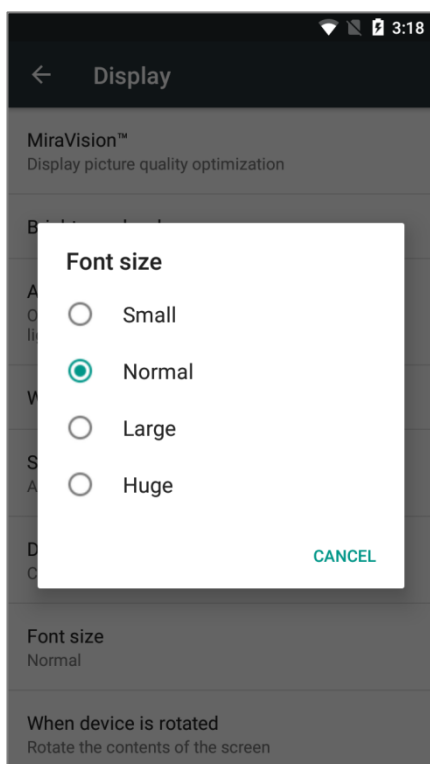 3:18
Display
MiraVision™
Display picture quality optimization
Font size
Small
Normal
Large
Huge
CANCEL
Font size
Normal
When device is rotated
Rotate the contents of the screen